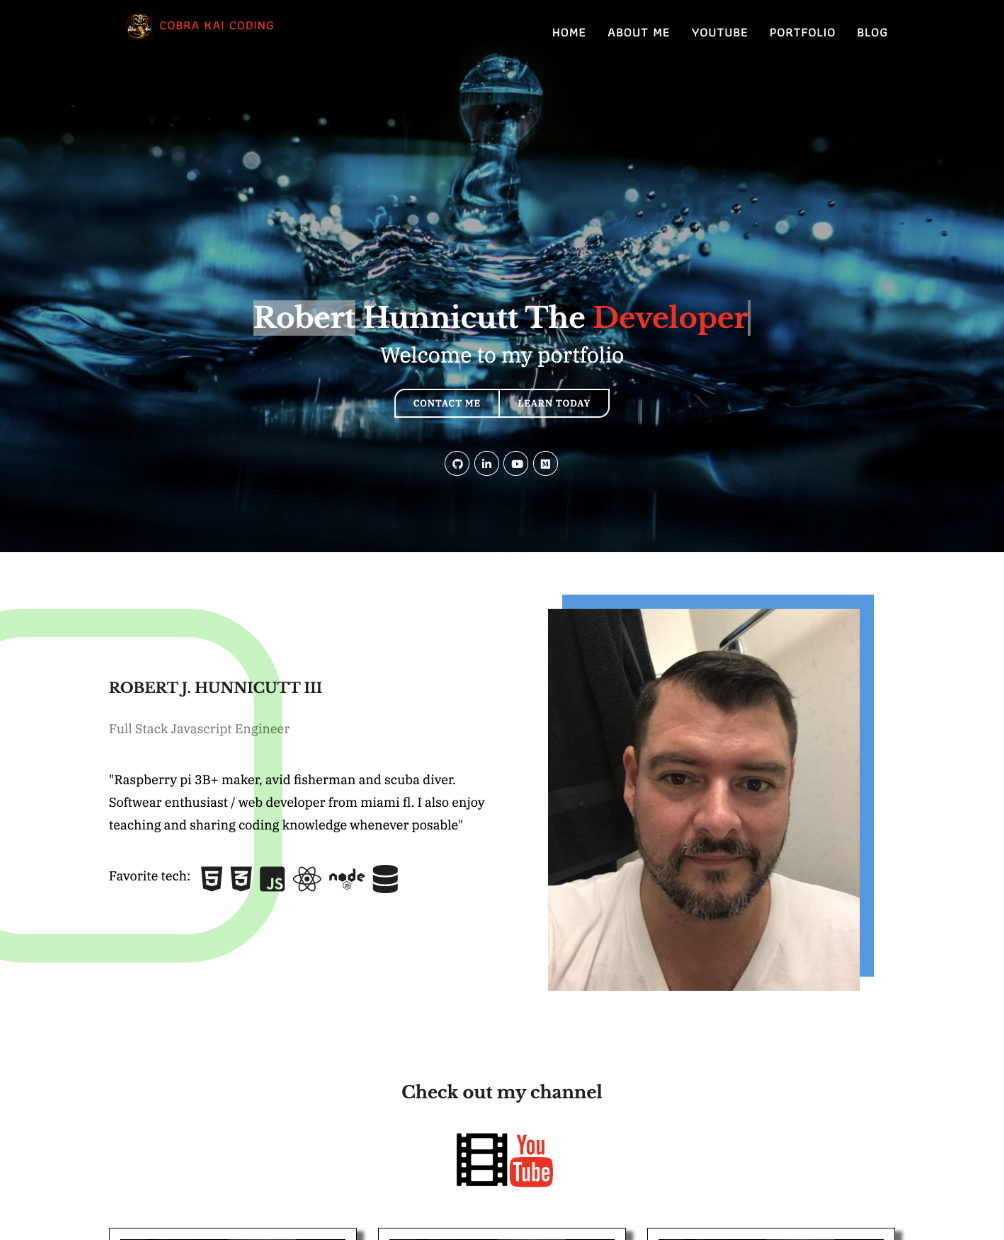 COBRA KAI CODING
HOME ABOUT ME YOUTUBE PORTFOLIO BLOG
Robert Hunnicutt The Developer
Welcome to my portfolio
CONTACT ME LEARN TODAY
ROBERT J. HUNNICUTT III
Full Stack Javascript Engineer
"Raspberry pi 3B+ maker, avid fisherman and scuba diver.
Softwear enthusiast / web developer from miami fl. I also enjoy
teaching and sharing coding knowledge whenever posable"
Favorite tech: 5 3 JS node JS
Check out my channel
You
Tube